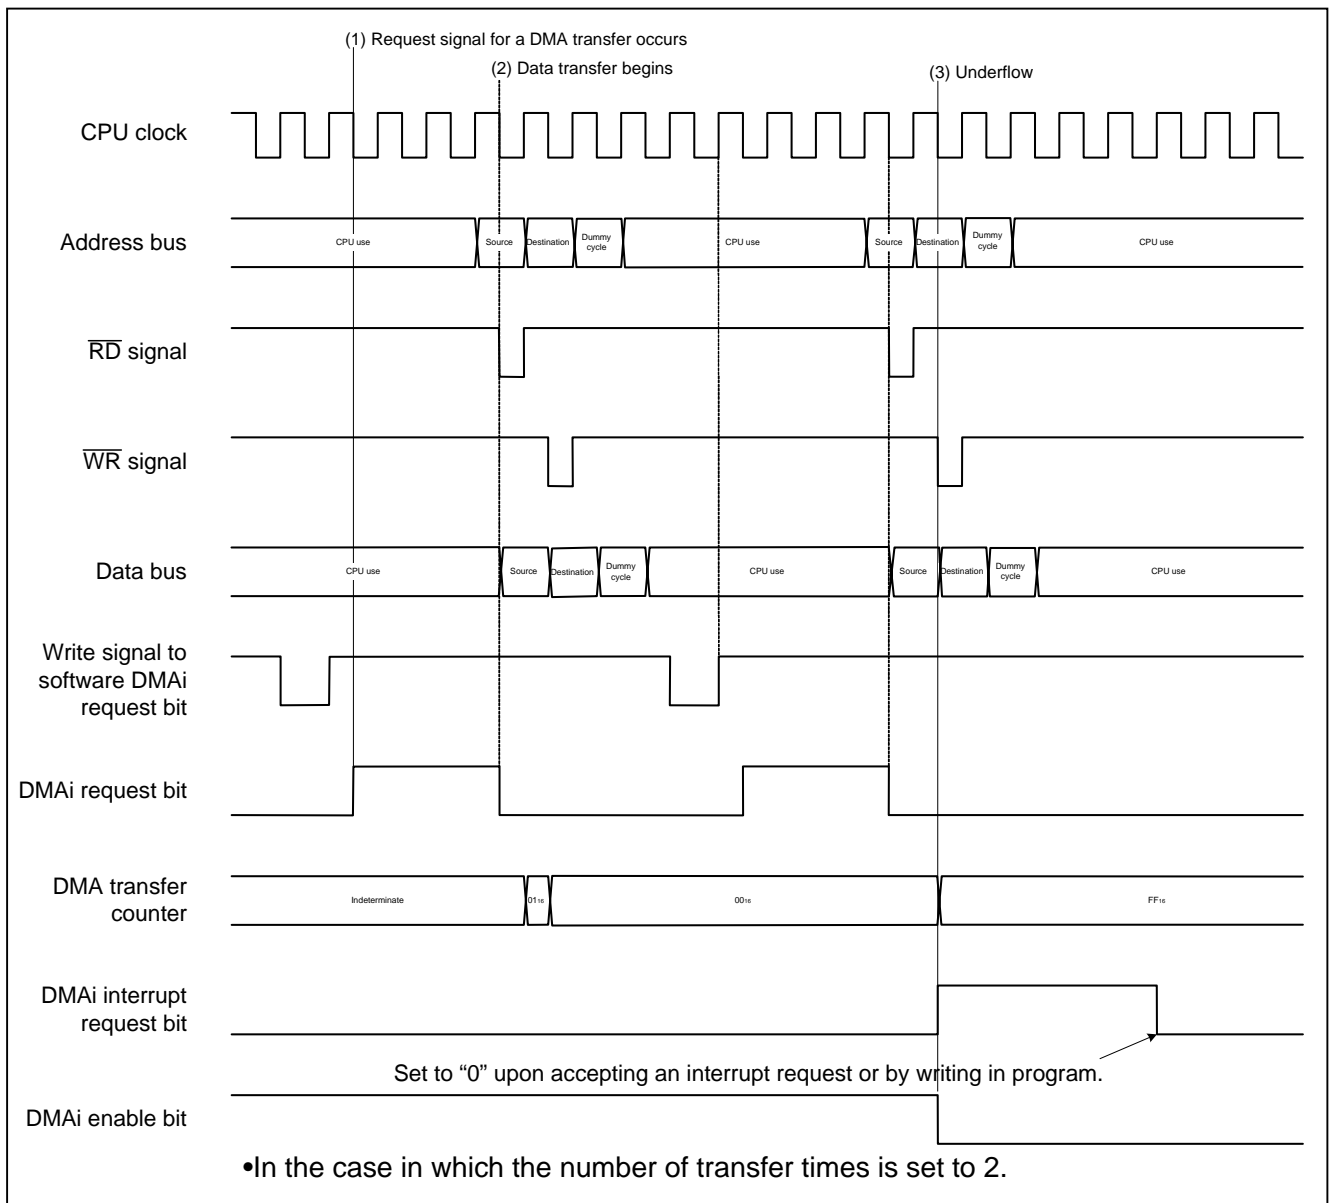 (1) Request signal for a DMA transfer occurs
(2) Data transfer begins
(3) Underflow
CPU clock
Address bus
CPU use
Source
Destination
Dummy
cycle
CPU use
Source
Destination
Dummy
cycle
CPU use
RD signal
WR signal
Data bus
CPU use
Source
Destination
Dummy
cycle
CPU use
Source
Destination
Dummy
cycle
CPU use
Write signal to
software DMAi
request bit
DMAi request bit
DMA transfer
counter
Indeterminate
01₁₆
00₁₆
FF₁₆
DMAi interrupt
request bit
Set to “0” upon accepting an interrupt request or by writing in program.
DMAi enable bit
•In the case in which the number of transfer times is set to 2.